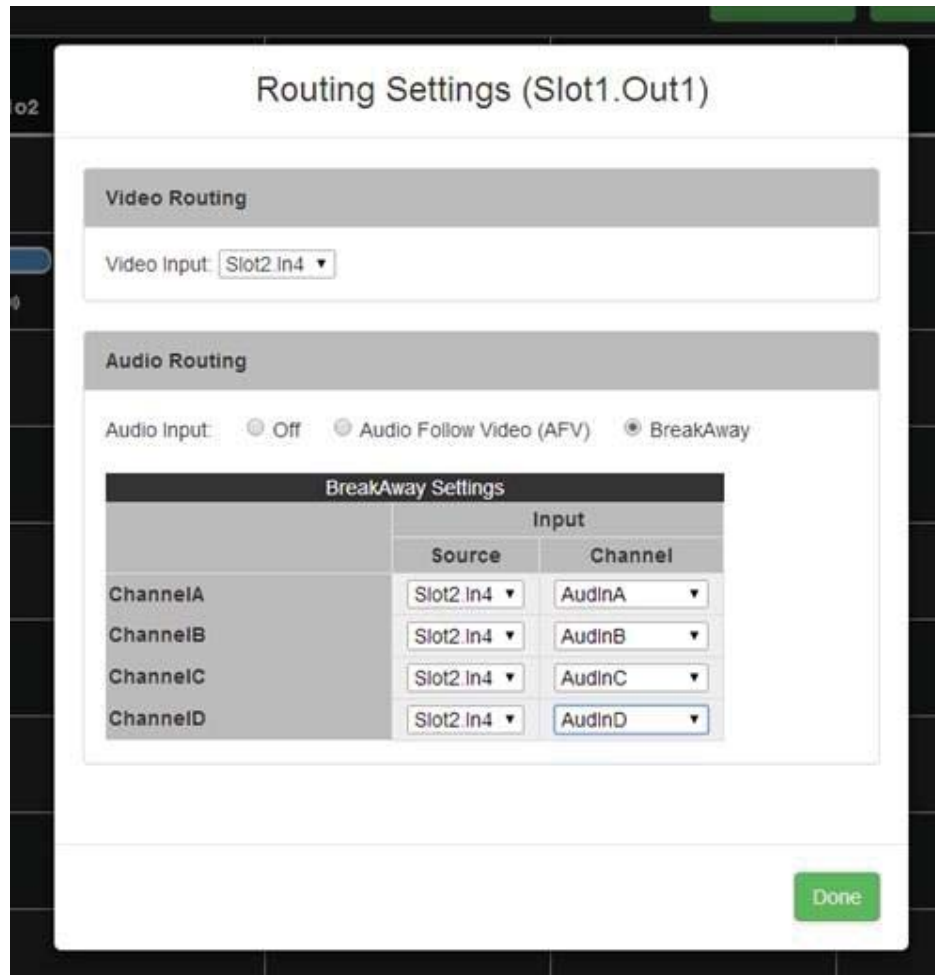 o2
Routing Settings (Slot1.Out1)
Video Routing
Video Input: Slot2.In4
Audio Routing
Audio Input: Off Audio Follow Video (AFV) BreakAway
BreakAway Settings
Input
Source Channel
ChannelA Slot2.In4 AudInA
ChannelB Slot2.In4 AudInB
ChannelC Slot2.In4 AudInC
ChannelD Slot2.In4 AudInD
Done